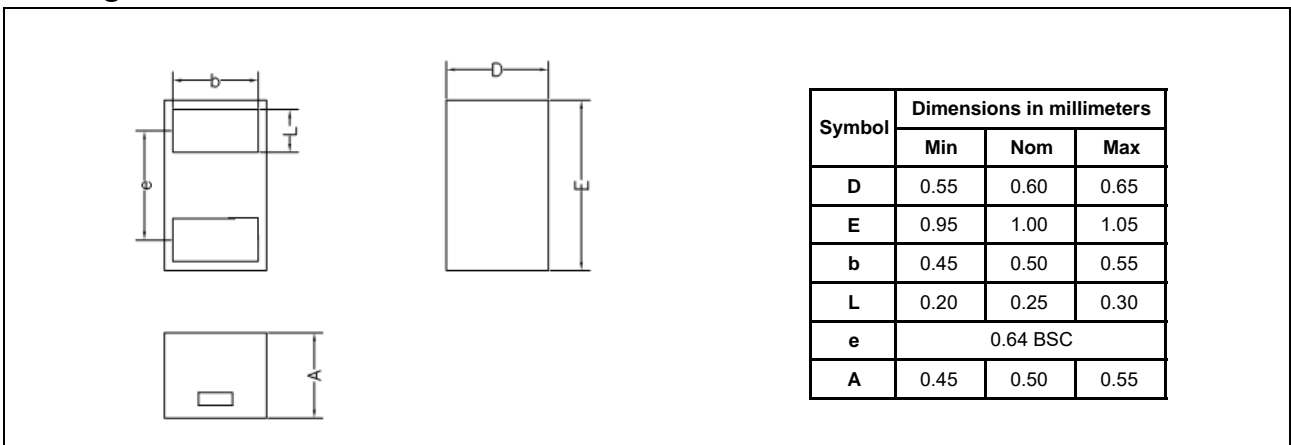 b
L
e
D
E
A
Symbol Dimensions in millimeters
Min Nom Max
D 0.55 0.60 0.65
E 0.95 1.00 1.05
b 0.45 0.50 0.55
L 0.20 0.25 0.30
e 0.64 BSC
A 0.45 0.50 0.55